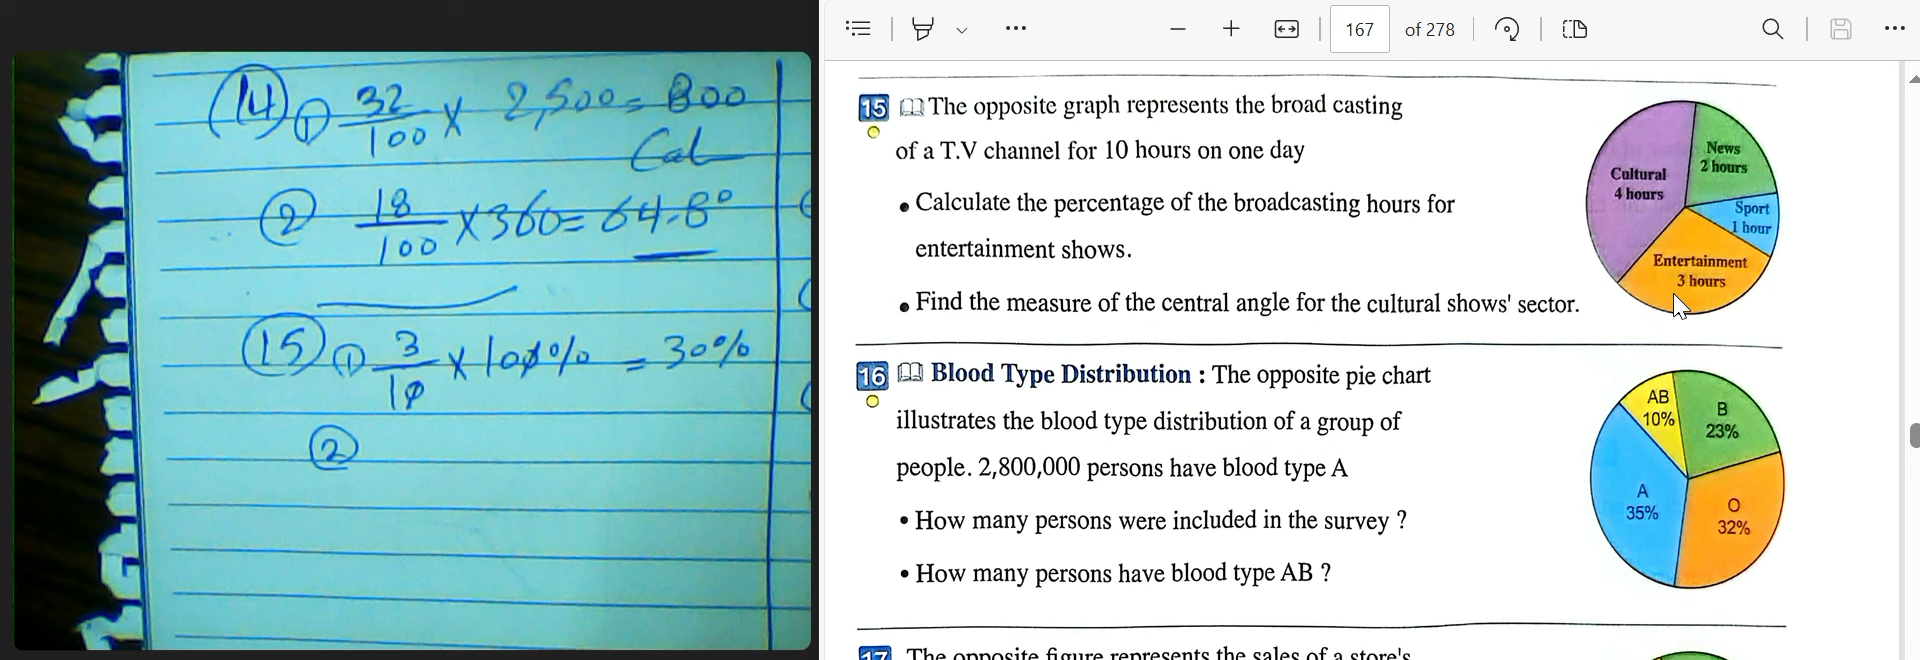 14 1 32/100 × 2,500 = 800
Cal
2 18/100 × 360 = 64.8°
15 1 3/10 × 100% = 30%
2
167 of 278
15 The opposite graph represents the broad casting
of a T.V channel for 10 hours on one day
• Calculate the percentage of the broadcasting hours for
entertainment shows.
• Find the measure of the central angle for the cultural shows' sector.
Cultural
4 hours
News
2 hours
Sport
1 hour
Entertainment
3 hours
16 Blood Type Distribution : The opposite pie chart
illustrates the blood type distribution of a group of
people. 2,800,000 persons have blood type A
• How many persons were included in the survey ?
• How many persons have blood type AB ?
AB
10%
B
23%
A
35%
O
32%
17 The opposite figure represents the sales of a store's